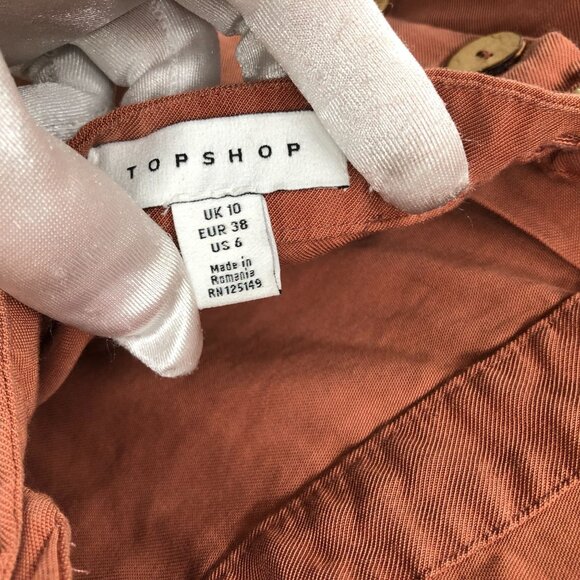 TOPSHOP
UK 10
EUR 38
US 6
Made in
Romania
RN125149